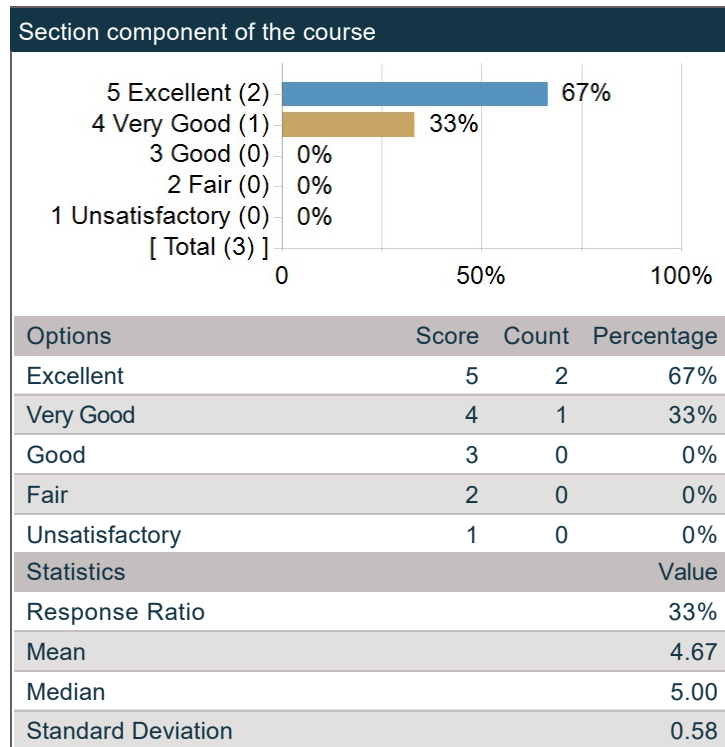 Section component of the course
5 Excellent (2) 67%
4 Very Good (1) 33%
3 Good (0) 0%
2 Fair (0) 0%
1 Unsatisfactory (0) 0%
[ Total (3) ]
0 50% 100%
Options Score Count Percentage
Excellent 5 2 67%
Very Good 4 1 33%
Good 3 0 0%
Fair 2 0 0%
Unsatisfactory 1 0 0%
Statistics Value
Response Ratio 33%
Mean 4.67
Median 5.00
Standard Deviation 0.58